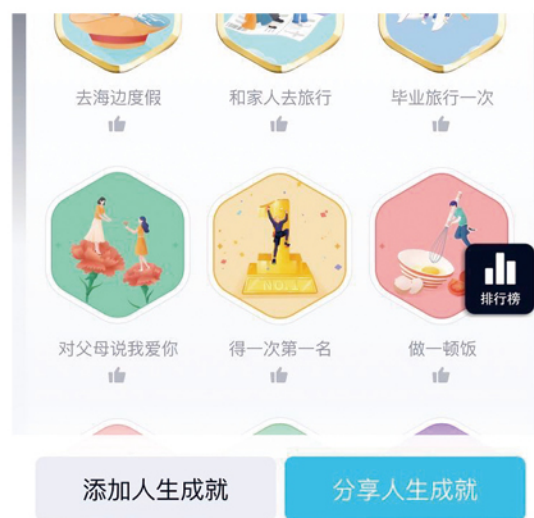 去海边度假
和家人去旅行
毕业旅行一次
NO.1
对父母说我爱你
得一次第一名
做一顿饭
排行榜
添加人生成就
分享人生成就